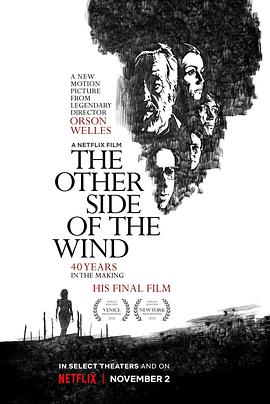 A NEW
MOTION
PICTURE
FROM
LEGENDARY
DIRECTOR
ORSON
WELLES
A NETFLIX FILM
THE
OTHER
SIDE
OF THE
WIND
40 YEARS
IN THE MAKING
HIS FINAL FILM
VENICE
NEW YORK
IN SELECT THEATERS AND ON
NETFLIX | NOVEMBER 2